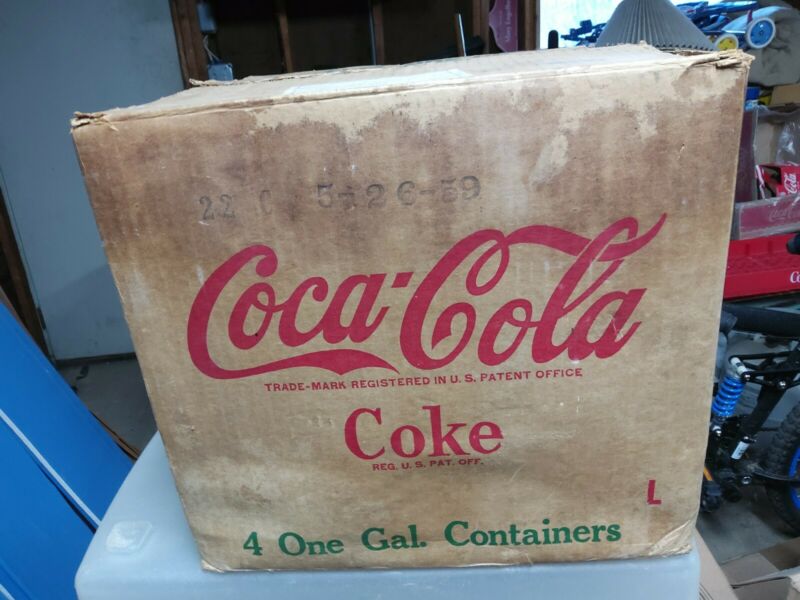 22 5-26-59
Coca-Cola
TRADE-MARK REGISTERED IN U. S. PATENT OFFICE
Coke
REG. U. S. PAT. OFF.
L
4 One Gal. Containers